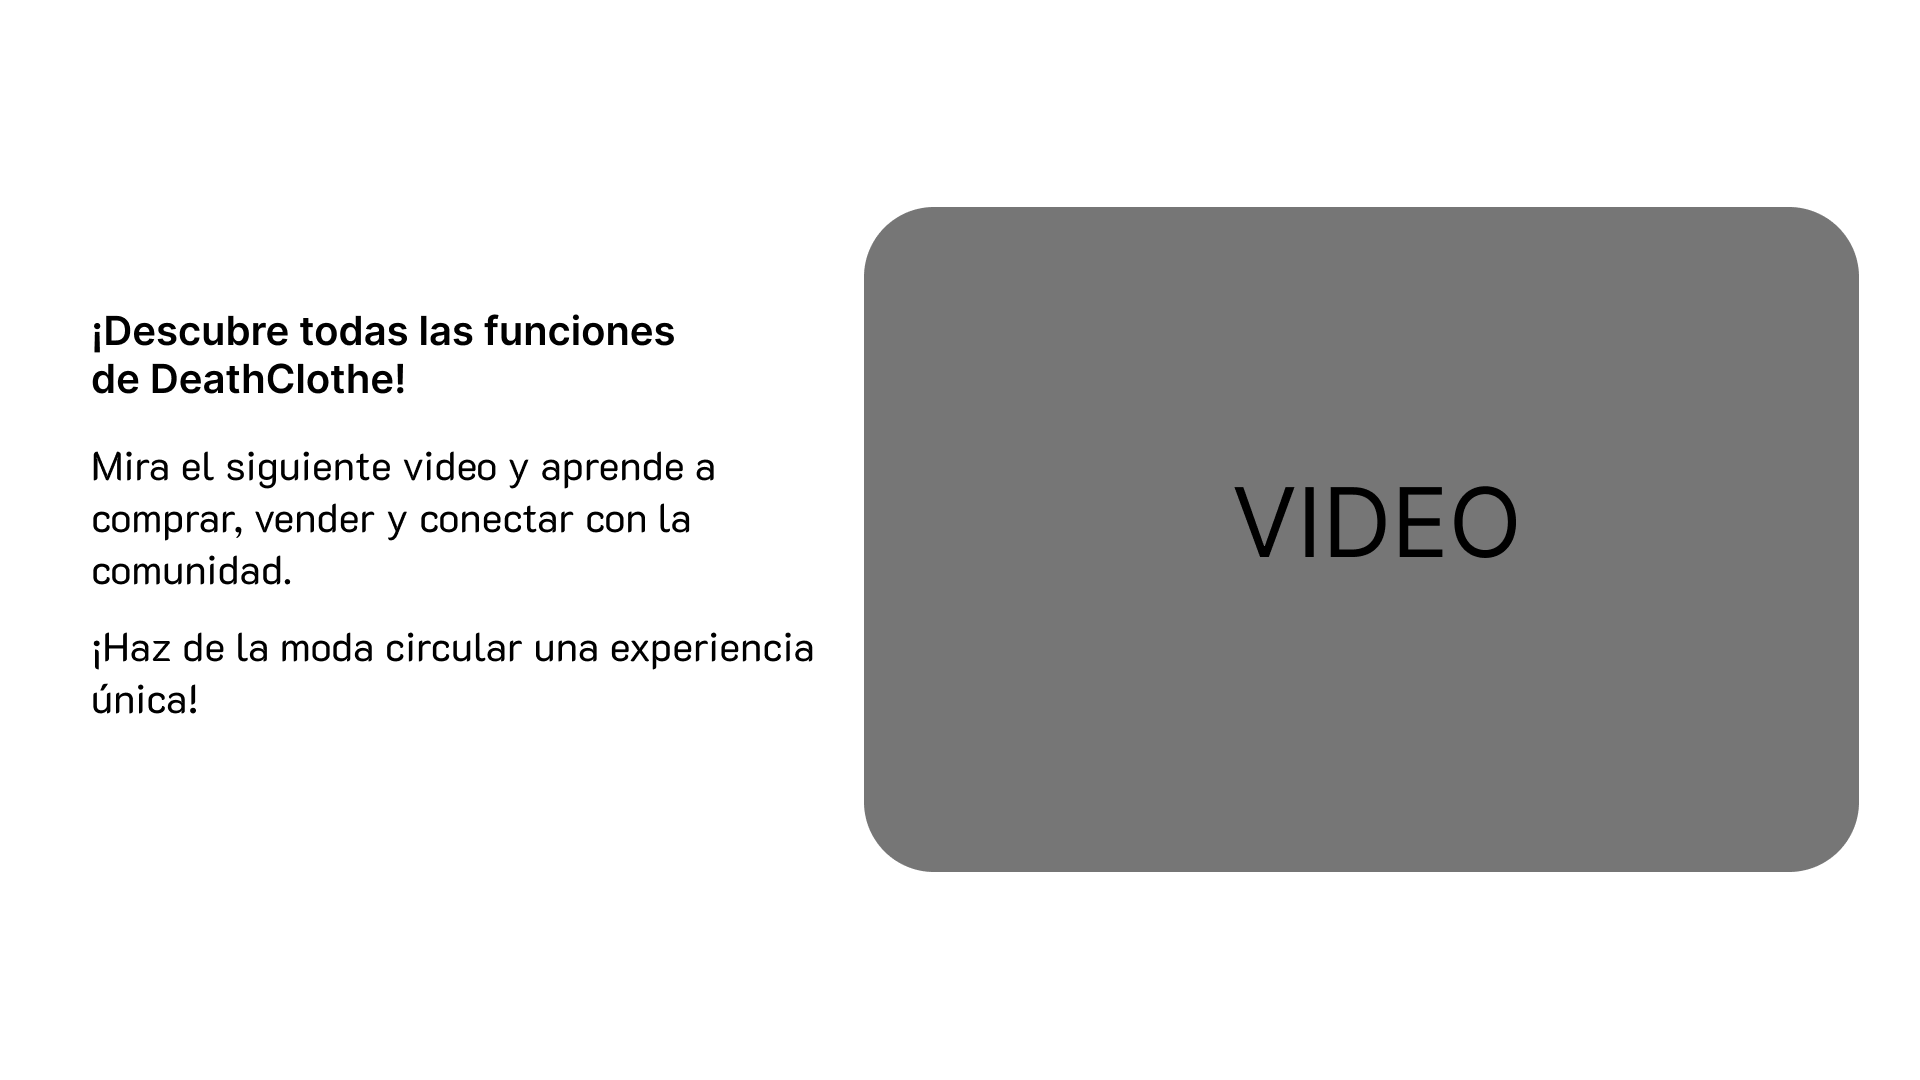 ¡Descubre todas las funciones
de DeathClothe!
Mira el siguiente video y aprende a
comprar, vender y conectar con la
comunidad.
¡Haz de la moda circular una experiencia
única!
VIDEO